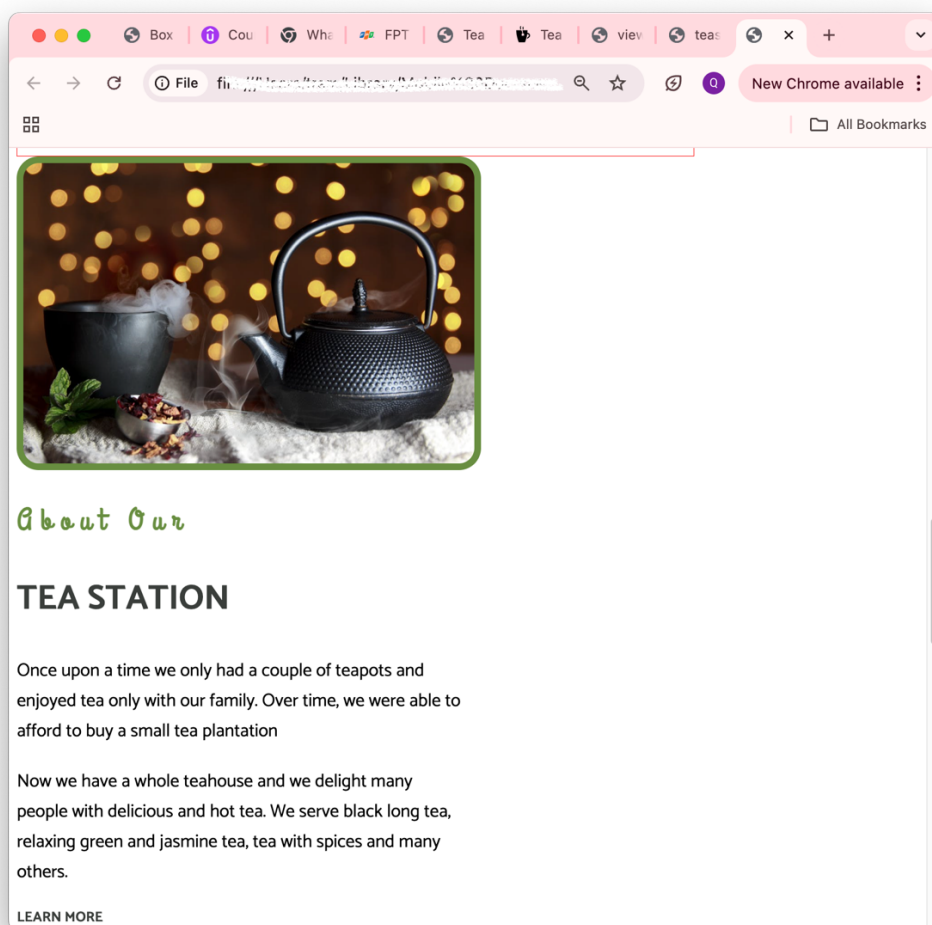 Box
Cou
Wha
FPT
Tea
Tea
view
teas
File
New Chrome available
All Bookmarks
About Our
TEA STATION
Once upon a time we only had a couple of teapots and
enjoyed tea only with our family. Over time, we were able to
afford to buy a small tea plantation
Now we have a whole teahouse and we delight many
people with delicious and hot tea. We serve black long tea,
relaxing green and jasmine tea, tea with spices and many
others.
LEARN MORE